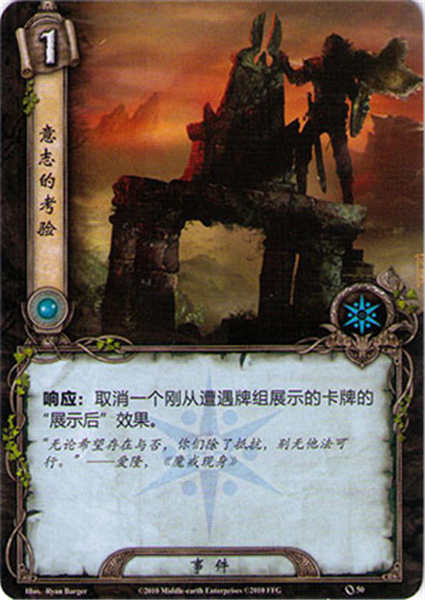 1
意志的考验
响应：取消一个刚从遭遇牌组展示的卡牌的
“展示后”效果。
“无论希望存在与否，你们除了抵抗，别无他法可
行。”——爱隆，《魔戒现身》
事件
Illus. Ryan Barger
©2010 Middle-earth Enterprises ©2010 FFG
50